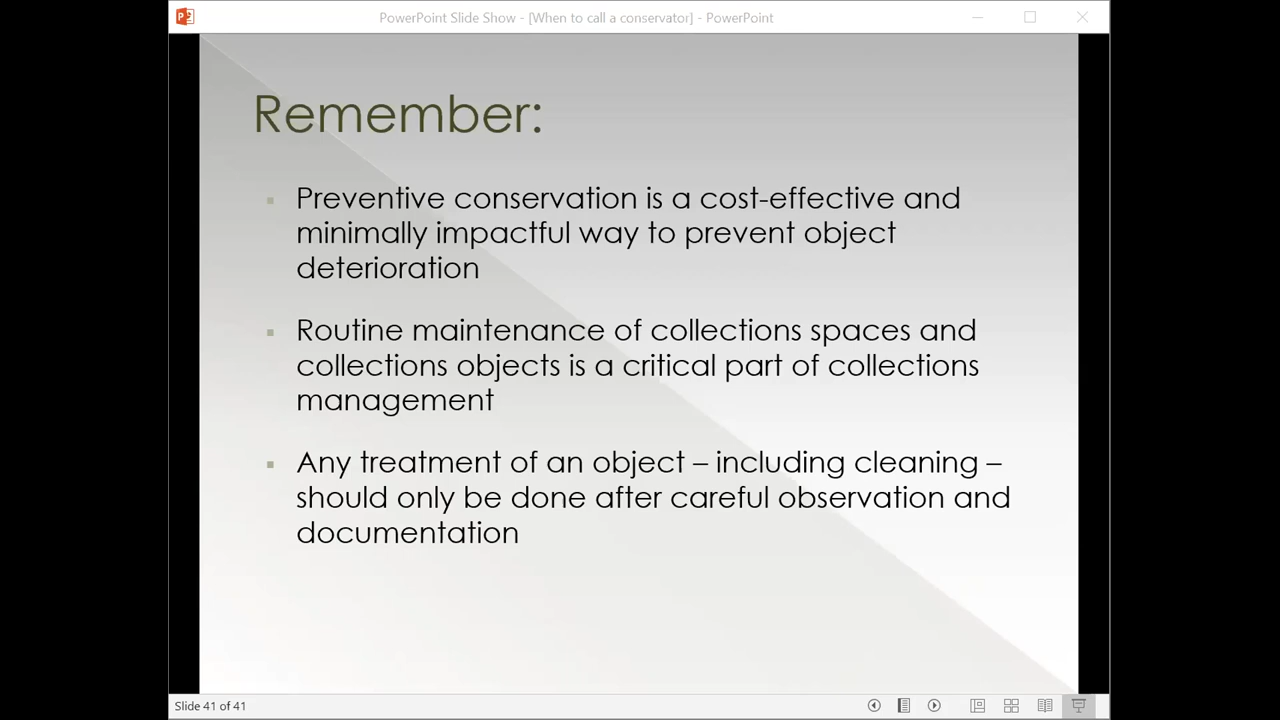 PowerPoint Slide Show - [When to call a conservator] - PowerPoint
Remember:
Preventive conservation is a cost-effective and
minimally impactful way to prevent object
deterioration
Routine maintenance of collections spaces and
collections objects is a critical part of collections
management
Any treatment of an object – including cleaning –
should only be done after careful observation and
documentation
Slide 41 of 41